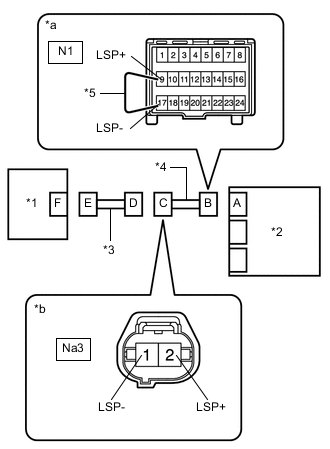 *a
N1
LSP+
1 2 3 4 5 6 7 8
9 10 11 12 13 14 15 16
*5
17 18 19 20 21 22 23 24
LSP-
*4
*1 F E D C B A *2
*3
*b
Na3
1 2
LSP- LSP+